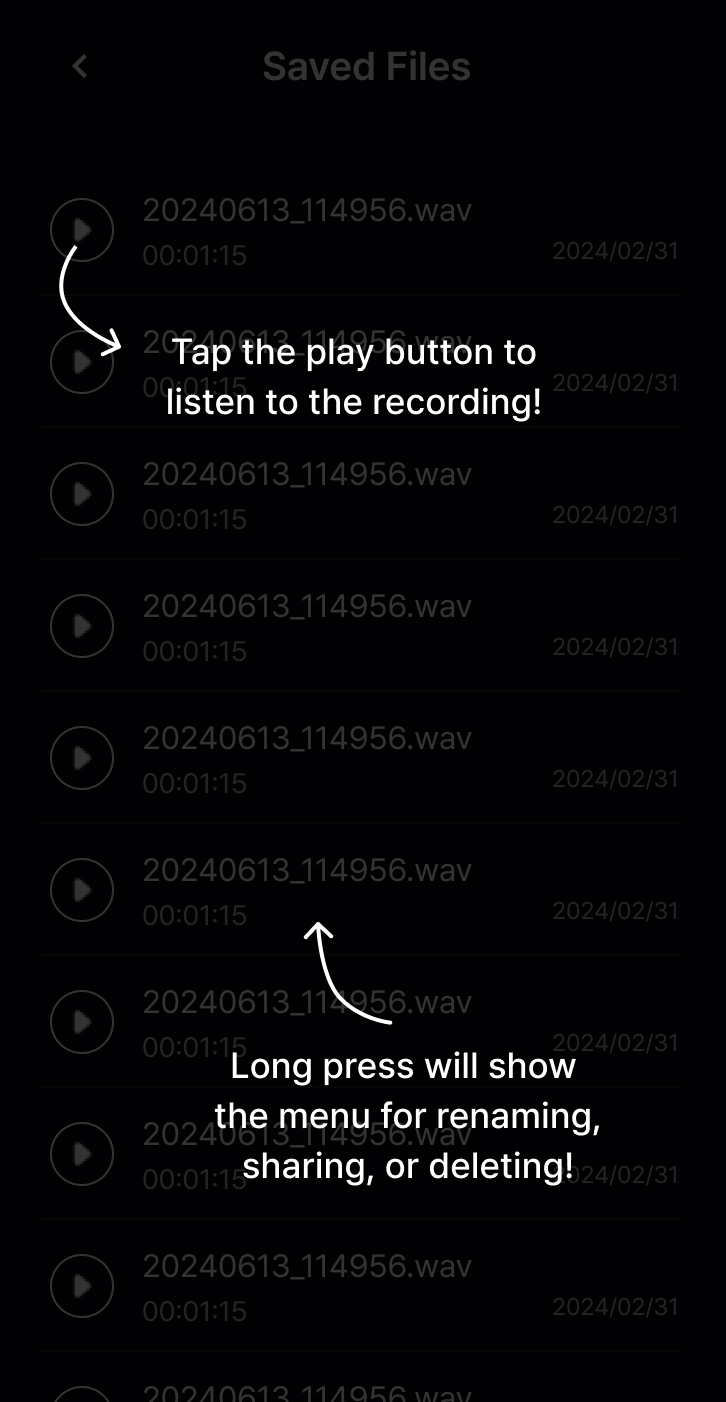 Saved Files
20240613_114956.wav
00:01:15
2024/02/31
20240613_114956.wav
Tap the play button to
00:01:15
2024/02/31
listen to the recording!
20240613_114956.wav
00:01:15
2024/02/31
20240613_114956.wav
00:01:15
2024/02/31
20240613_114956.wav
00:01:15
2024/02/31
20240613_114956.wav
00:01:15
2024/02/31
20240613_114956.wav
00:01:15
2024/02/31
Long press will show
the menu for renaming,
20240613_114956.wav
sharing, or deleting!
00:01:15
2024/02/31
20240613_114956.wav
00:01:15
2024/02/31
20240613_114956.wav